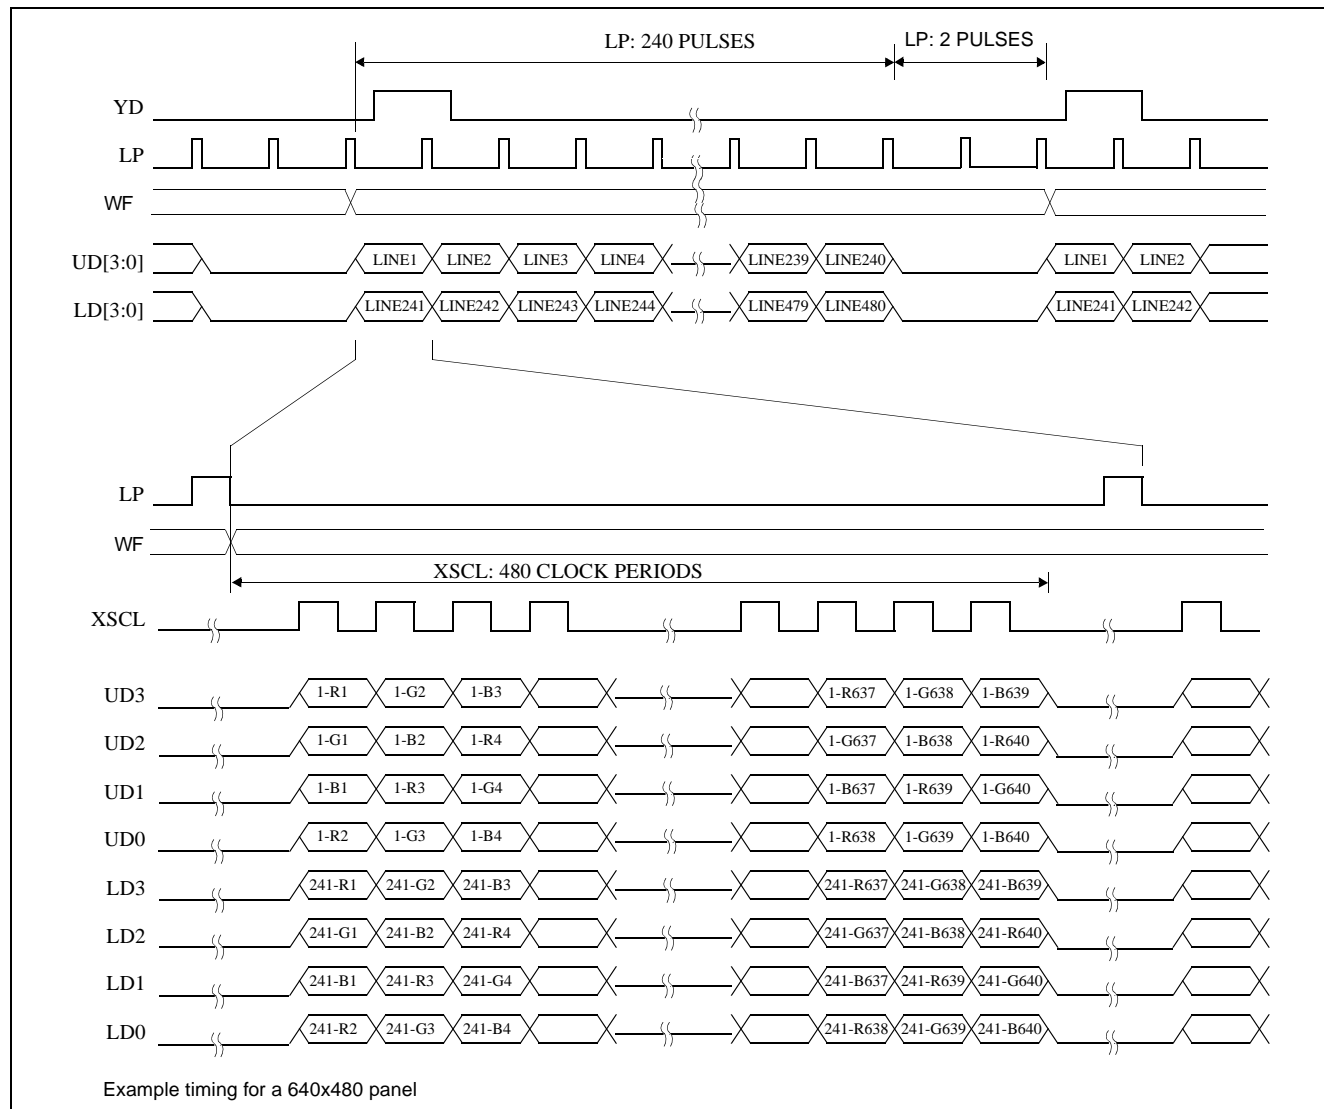 LP: 240 PULSES LP: 2 PULSES
YD
LP
WF
UD[3:0] LINE1 LINE2 LINE3 LINE4 LINE239 LINE240 LINE1 LINE2
LD[3:0] LINE241 LINE242 LINE243 LINE244 LINE479 LINE480 LINE241 LINE242
LP
WF
XSCL: 480 CLOCK PERIODS
XSCL
UD3 1-R1 1-G2 1-B3 1-R637 1-G638 1-B639
UD2 1-G1 1-B2 1-R4 1-G637 1-B638 1-R640
UD1 1-B1 1-R3 1-G4 1-B637 1-R639 1-G640
UD0 1-R2 1-G3 1-B4 1-R638 1-G639 1-B640
LD3 241-R1 241-G2 241-B3 241-R637 241-G638 241-B639
LD2 241-G1 241-B2 241-R4 241-G637 241-B638 241-R640
LD1 241-B1 241-R3 241-G4 241-B637 241-R639 241-G640
LD0 241-R2 241-G3 241-B4 241-R638 241-G639 241-B640
Example timing for a 640x480 panel